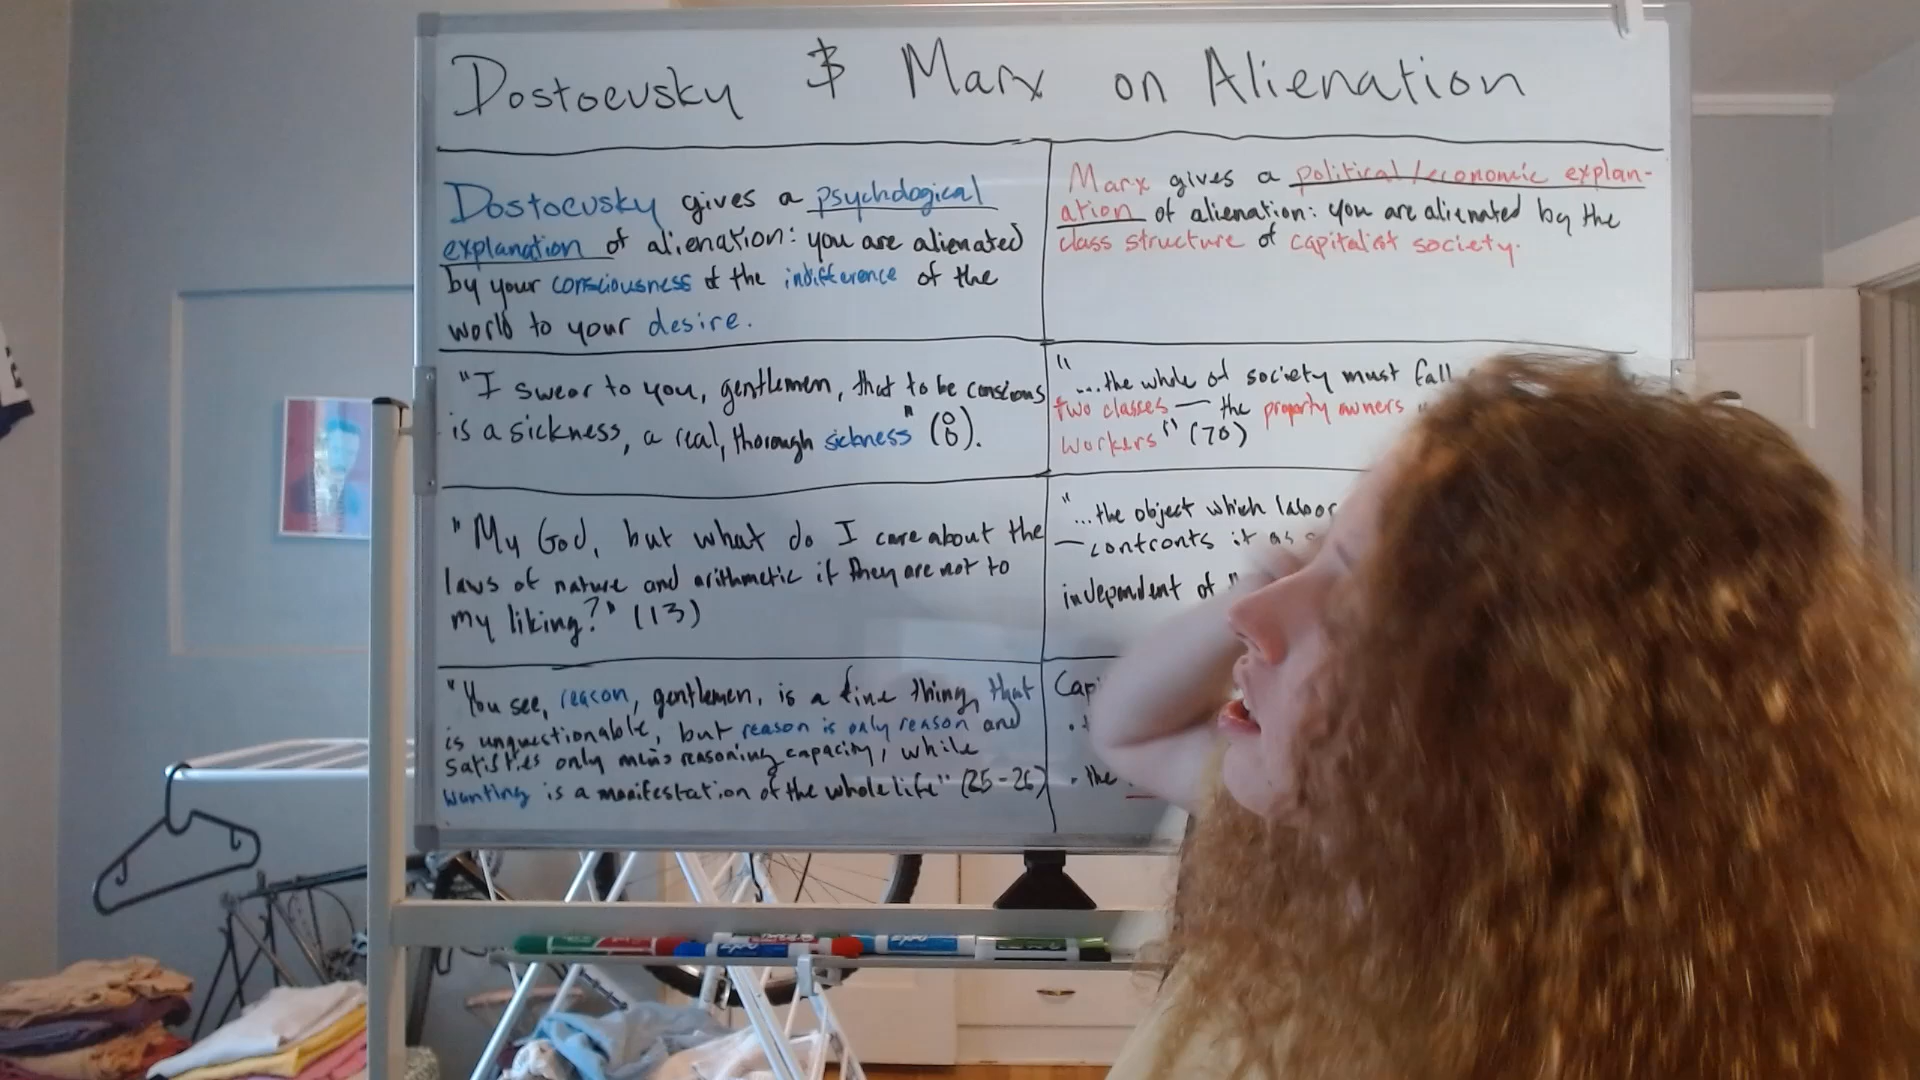 Dostoevsky & Marx on Alienation
Dostoevsky gives a psychological
explanation of alienation: you are alienated
by your consciousness & the indifference of the
world to your desire.
"I swear to you, gentlemen, that to be conscious
is a sickness, a real, thorough sickness" (6).
"My God, but what do I care about the
laws of nature and arithmetic if they are not to
my liking?" (13)
"You see, reason, gentlemen, is a fine thing, that
is unquestionable, but reason is only reason and
satisfies only man's reasoning capacity, while
wanting is a manifestation of the whole life" (25-26)
Marx gives a political/economic explan-
ation of alienation: you are alienated by the
class structure of capitalist society.
"...the whole of society must fall
two classes — the property owners
workers" (70)
"...the object which labor
— confronts it as
independent of
Cap
• the